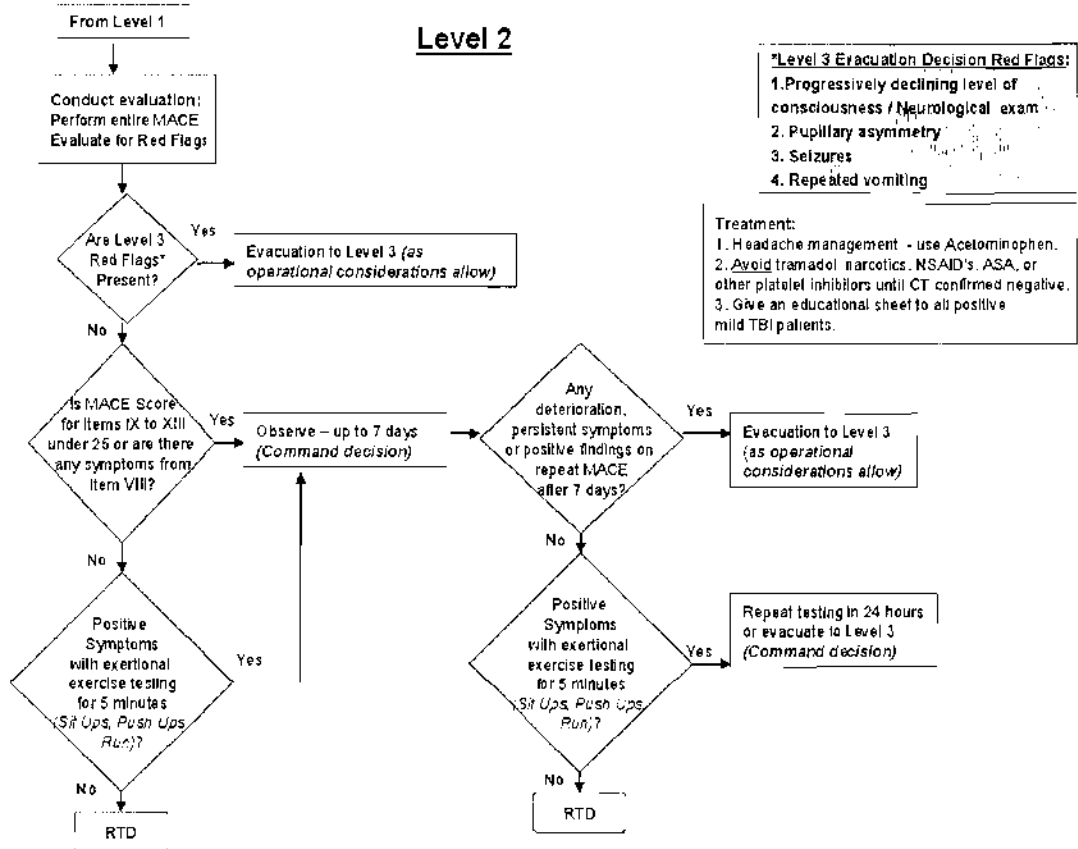 From Level 1
Level 2
Conduct evaluation:
Perform entire MACE
Evaluate for Red Flags
*Level 3 Evacuation Decision Red Flags:
1.Progressively declining level of
consciousness / Neurological exam
2. Pupillary asymmetry
3. Seizures
4. Repeated vomiting
Treatment:
1. Headache management - use Acetominophen.
2. Avoid tramadol narcotics, NSAID's, ASA, or
other platelet inhibitors until CT confirmed negative.
3. Give an educational sheet to all positive
mild TBI patients.
Are Level 3
Red Flags*
Present?
Yes
Evacuation to Level 3 (as
operational considerations allow)
No
Is MACE Score
for Items IX to XIII
under 25 or are there
any symptoms from
Item VIII?
Yes
Observe – up to 7 days
(Command decision)
Any
deterioration,
persistent symptoms
or positive findings on
repeat MACE
after 7 days?
Yes
Evacuation to Level 3
(as operational
considerations allow)
No
No
Positive
Symptoms
with exertional
exercise testing
for 5 minutes
(Sit Ups, Push Ups
Run)?
Yes
Positive
Symptoms
with exertional
exercise testing
for 5 minutes
(Sit Ups, Push Ups,
Run)?
Yes
Repeat testing in 24 hours
or evacuate to Level 3
(Command decision)
No
RTD
No
RTD